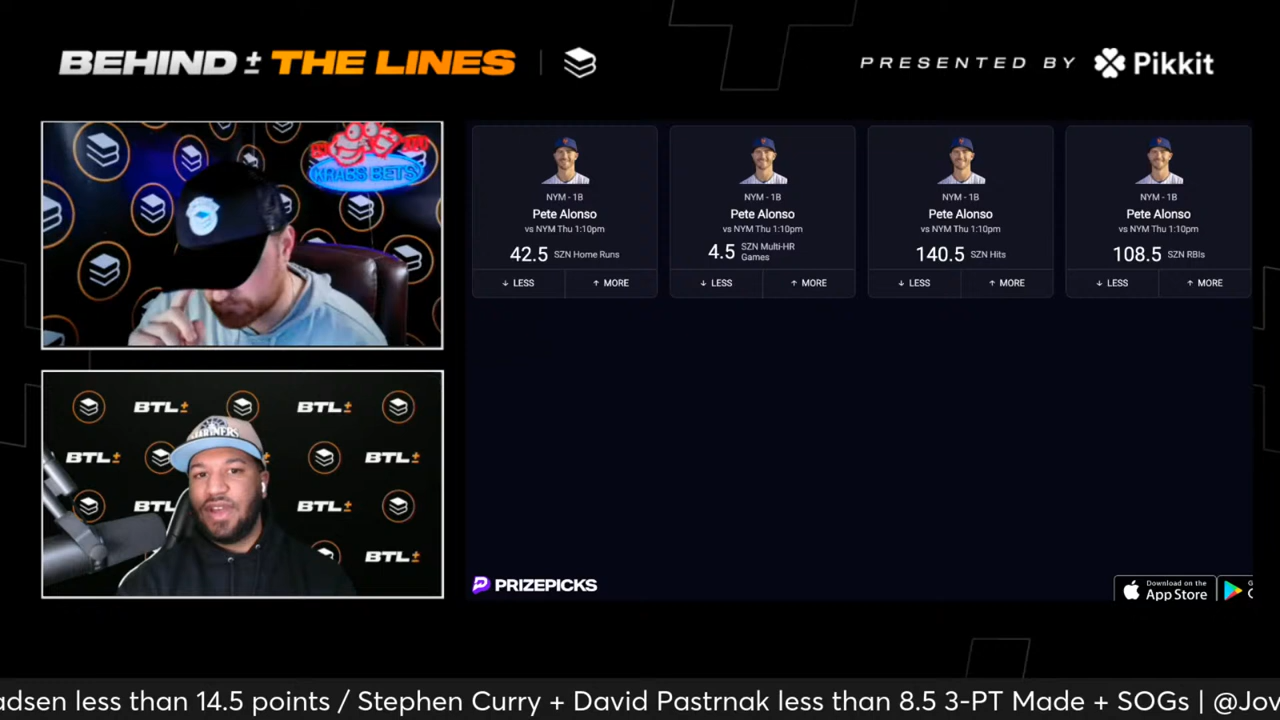 BEHIND ± THE LINES
PRESENTED BY Pikkit
KRABS BETS
NYM - 1B
Pete Alonso
vs NYM Thu 1:10pm
42.5 SZN Home Runs
↓ LESS ↑ MORE
NYM - 1B
Pete Alonso
vs NYM Thu 1:10pm
4.5 SZN Multi-HR
Games
↓ LESS ↑ MORE
NYM - 1B
Pete Alonso
vs NYM Thu 1:10pm
140.5 SZN Hits
↓ LESS ↑ MORE
NYM - 1B
Pete Alonso
vs NYM Thu 1:10pm
108.5 SZN RBIs
↓ LESS ↑ MORE
BTL± BTL±
MARINERS
BTL± BTL±
BTL BTL±
BTL±
PRIZEPICKS
Download on the
App Store
adsen less than 14.5 points / Stephen Curry + David Pastrnak less than 8.5 3-PT Made + SOGs | @Jov